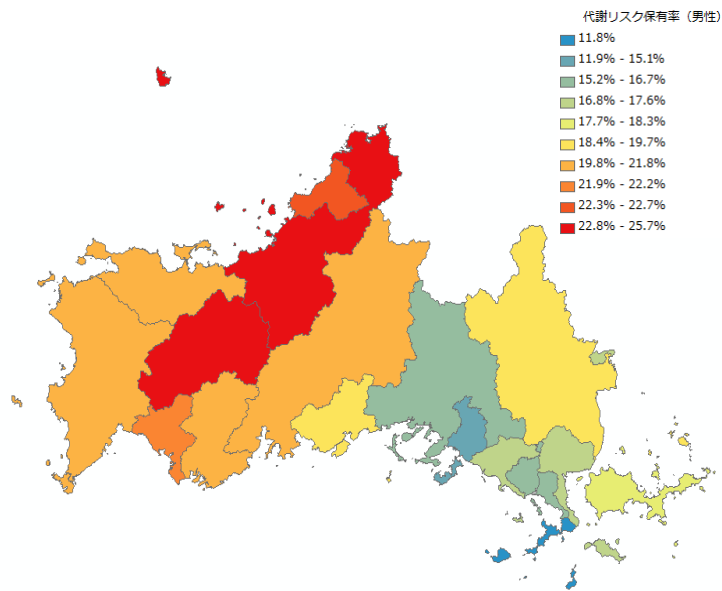 代謝リスク保有率（男性）
11.8%
11.9% - 15.1%
15.2% - 16.7%
16.8% - 17.6%
17.7% - 18.3%
18.4% - 19.7%
19.8% - 21.8%
21.9% - 22.2%
22.3% - 22.7%
22.8% - 25.7%